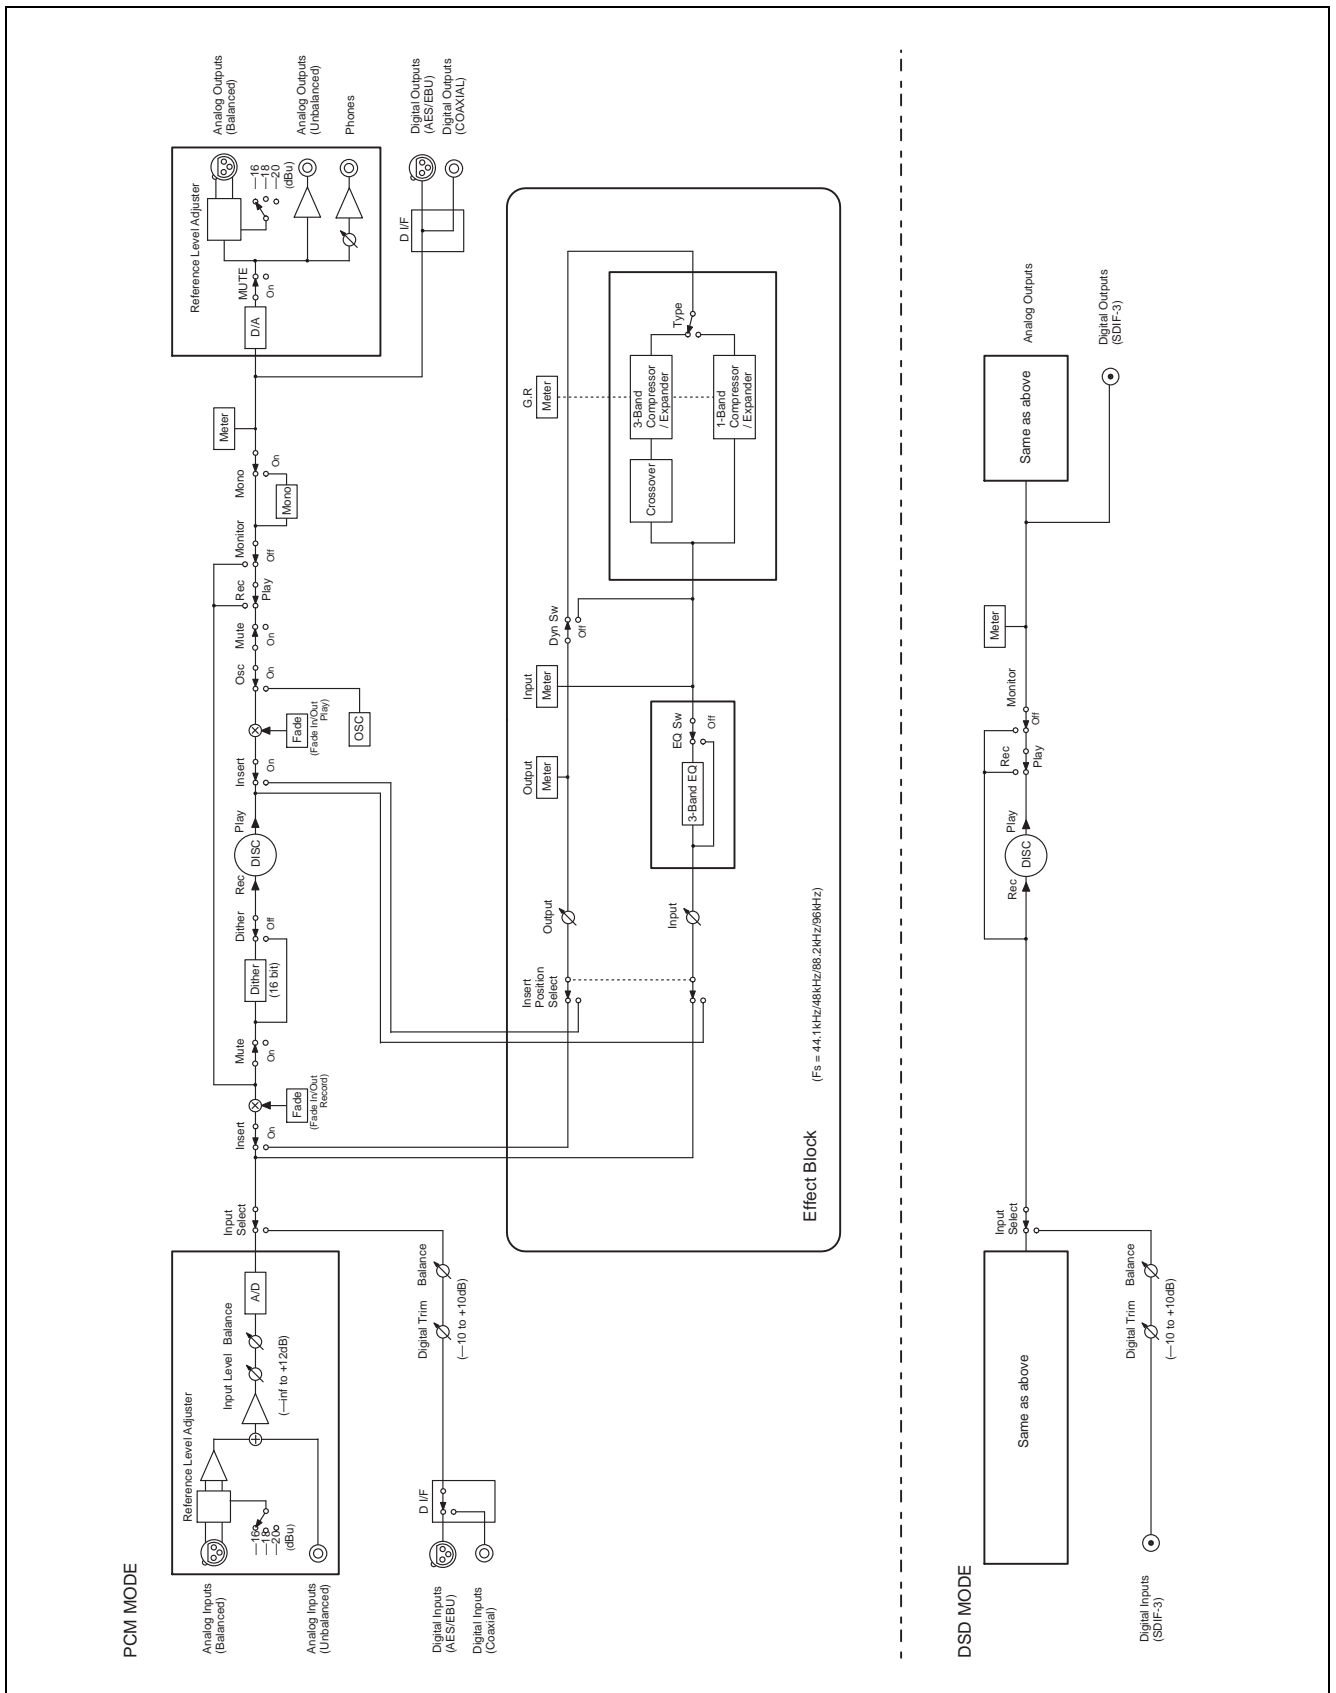 PCM MODE
Analog Inputs
(Balanced)
Analog Inputs
(Unbalanced)
Reference Level Adjuster
—16
—18
—20
(dBu)
Input Level
Balance
(—inf to +12dB)
A/D
Digital Inputs
(AES/EBU)
Digital Inputs
(Coaxial)
D I/F
Digital Trim
Balance
(—10 to +10dB)
Input
Select
Insert
On
Fade
(Fade In/Out
Record)
Mute
On
Dither
(16 bit)
Dither
Off
Rec
DISC
Play
Insert
On
Fade
(Fade In/Out
Play)
Osc
On
OSC
Mute
On
Rec
Play
Monitor
Off
Mono
On
Mono
Meter
Reference Level Adjuster
D/A
MUTE
On
—16
—18
—20
(dBu)
Analog Outputs
(Balanced)
Analog Outputs
(Unbalanced)
Phones
D I/F
Digital Outputs
(AES/EBU)
Digital Outputs
(COAXIAL)
Effect Block
(Fs = 44.1kHz/48kHz/88.2kHz/96kHz)
Insert
Position
Select
Output
Input
Output
Meter
Input
Meter
3-Band EQ
EQ Sw
Off
Dyn Sw
Off
G.R
Meter
Crossover
3-Band
Compressor
/ Expander
1-Band
Compressor
/ Expander
Type
DSD MODE
Same as above
Digital Inputs
(SDIF-3)
Digital Trim
Balance
(—10 to +10dB)
Input
Select
Rec
DISC
Play
Rec
Play
Monitor
Off
Meter
Same as above
Analog Outputs
Digital Outputs
(SDIF-3)